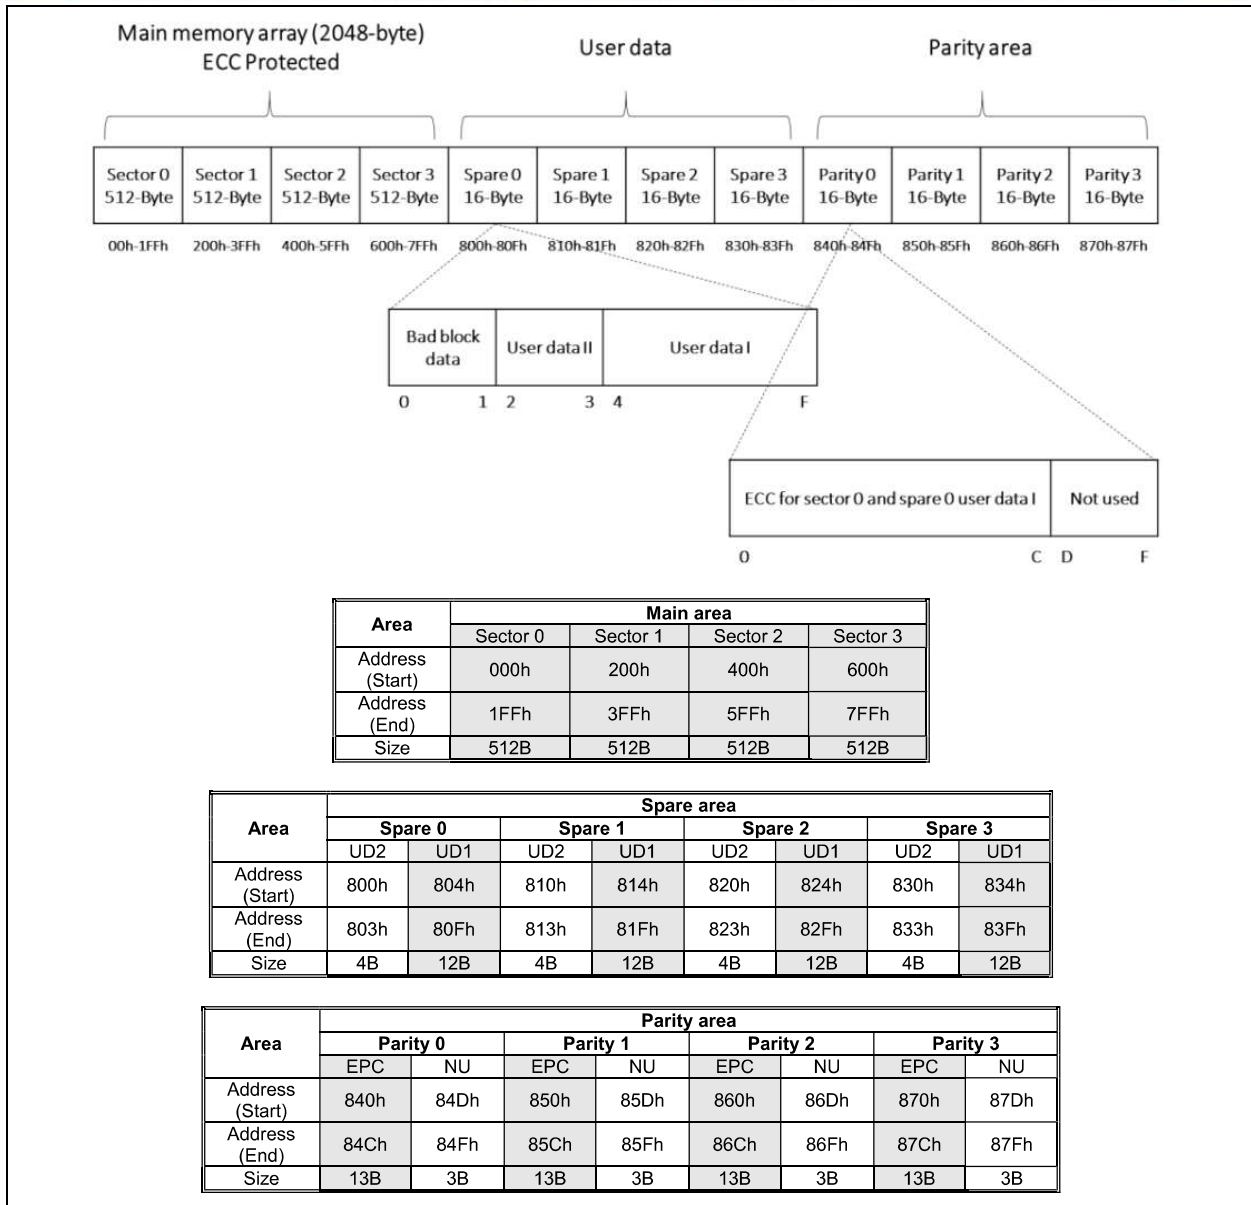 Main memory array (2048-byte)
ECC Protected
User data
Parity area
Sector 0 Sector 1 Sector 2 Sector 3 Spare 0 Spare 1 Spare 2 Spare 3 Parity 0 Parity 1 Parity 2 Parity 3
512-Byte 512-Byte 512-Byte 512-Byte 16-Byte 16-Byte 16-Byte 16-Byte 16-Byte 16-Byte 16-Byte 16-Byte
00h-1FFh 200h-3FFh 400h-5FFh 600h-7FFh 800h-80Fh 810h-81Fh 820h-82Fh 830h-83Fh 840h-84Fh 850h-85Fh 860h-86Fh 870h-87Fh
Bad block
data
User data II
User data I
0 1 2 3 4 F
ECC for sector 0 and spare 0 user data I Not used
0 C D F
Area
Main area
Sector 0 Sector 1 Sector 2 Sector 3
Address
(Start)
000h 200h 400h 600h
Address
(End)
1FFh 3FFh 5FFh 7FFh
Size 512B 512B 512B 512B
Area
Spare area
Spare 0 Spare 1 Spare 2 Spare 3
UD2 UD1 UD2 UD1 UD2 UD1 UD2 UD1
Address
(Start)
800h 804h 810h 814h 820h 824h 830h 834h
Address
(End)
803h 80Fh 813h 81Fh 823h 82Fh 833h 83Fh
Size 4B 12B 4B 12B 4B 12B 4B 12B
Area
Parity area
Parity 0 Parity 1 Parity 2 Parity 3
EPC NU EPC NU EPC NU EPC NU
Address
(Start)
840h 84Dh 850h 85Dh 860h 86Dh 870h 87Dh
Address
(End)
84Ch 84Fh 85Ch 85Fh 86Ch 86Fh 87Ch 87Fh
Size 13B 3B 13B 3B 13B 3B 13B 3B